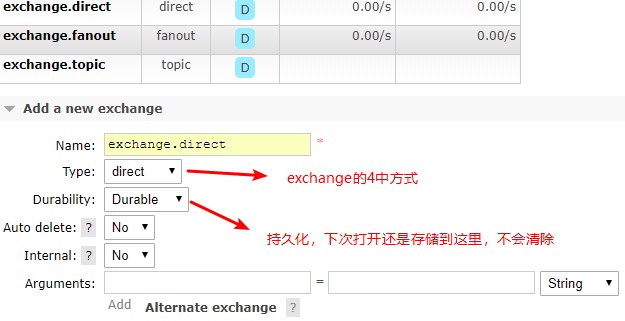 exchange.direct direct D 0.00/s 0.00/s
exchange.fanout fanout D 0.00/s 0.00/s
exchange.topic topic D
Add a new exchange
Name: exchange.direct *
Type: direct
exchange的4中方式
Durability: Durable
Auto delete: ? No
持久化，下次打开还是存储到这里，不会清除
Internal: ? No
Arguments: = String
Add Alternate exchange ?